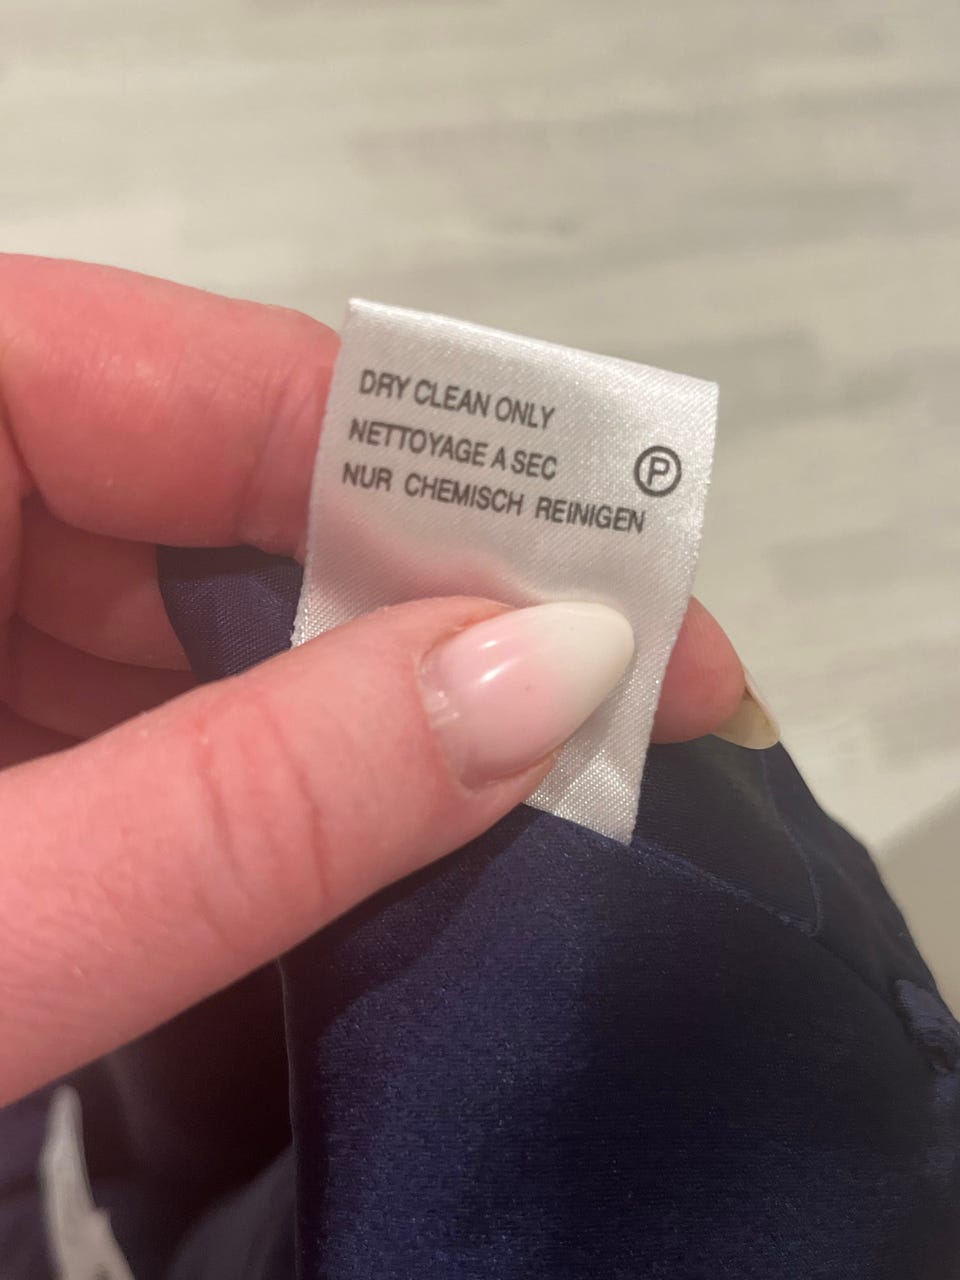 DRY CLEAN ONLY
NETTOYAGE A SEC
P
NUR CHEMISCH REINIGEN